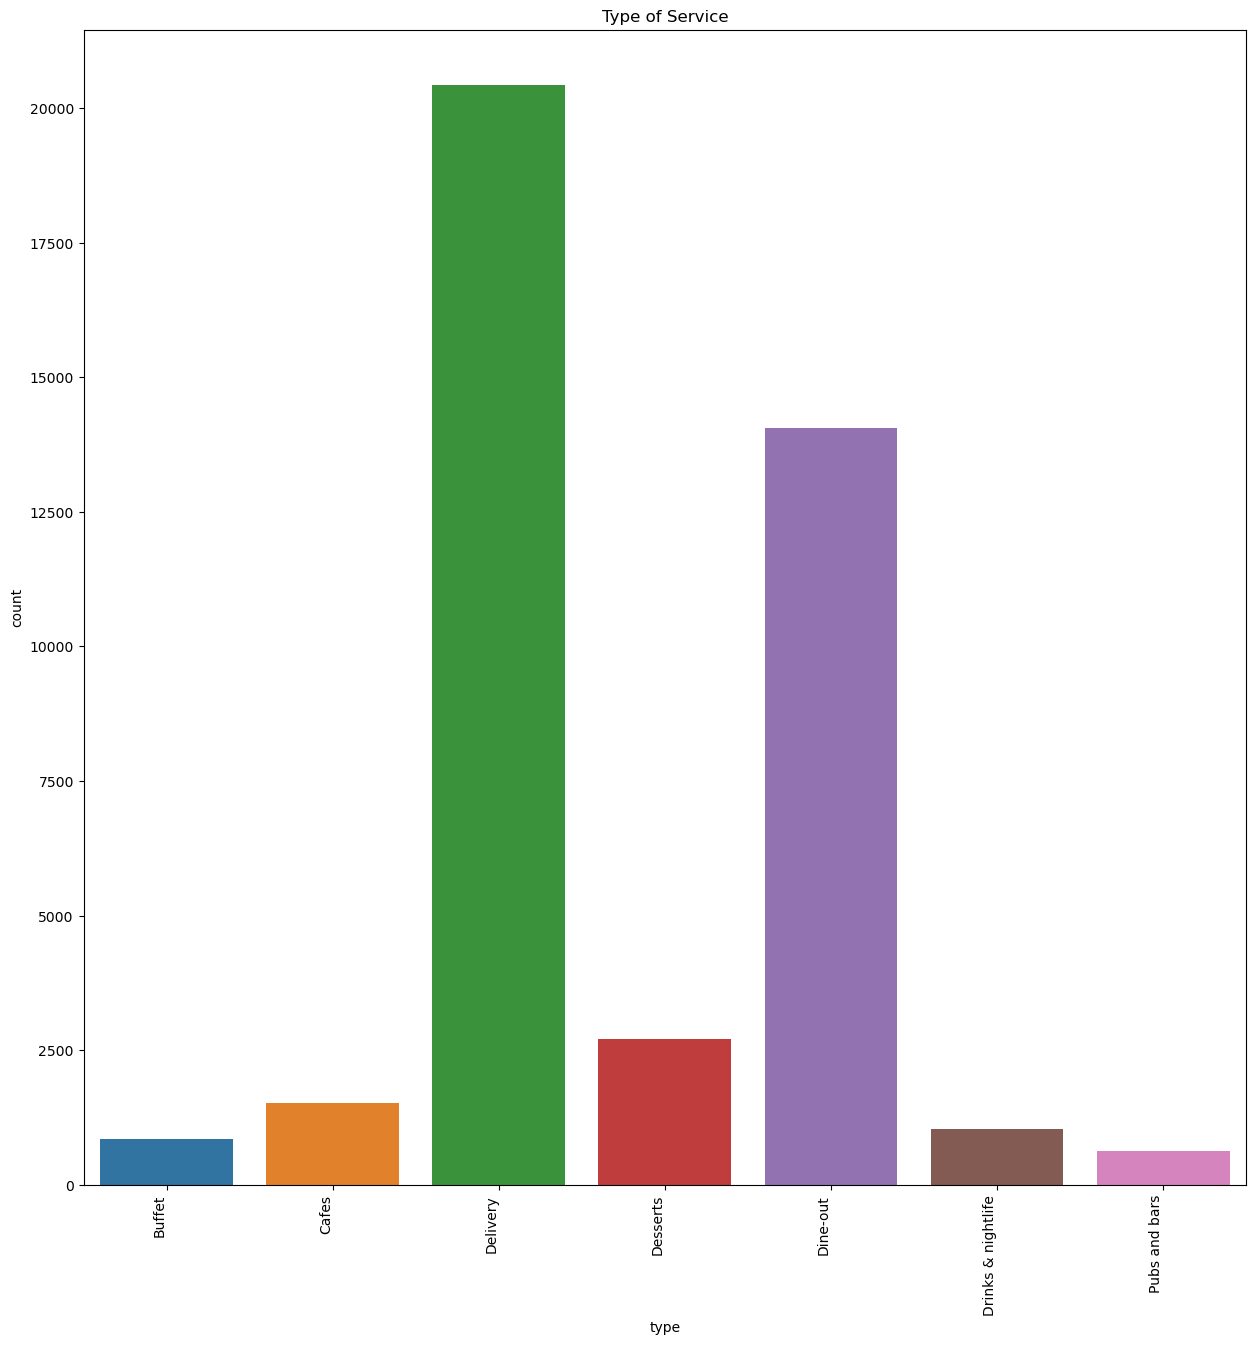 Type of Service
20000
17500
15000
12500
10000
7500
5000
2500
0
count
Buffet
Cafes
Delivery
Desserts
Dine-out
Drinks & nightlife
Pubs and bars
type